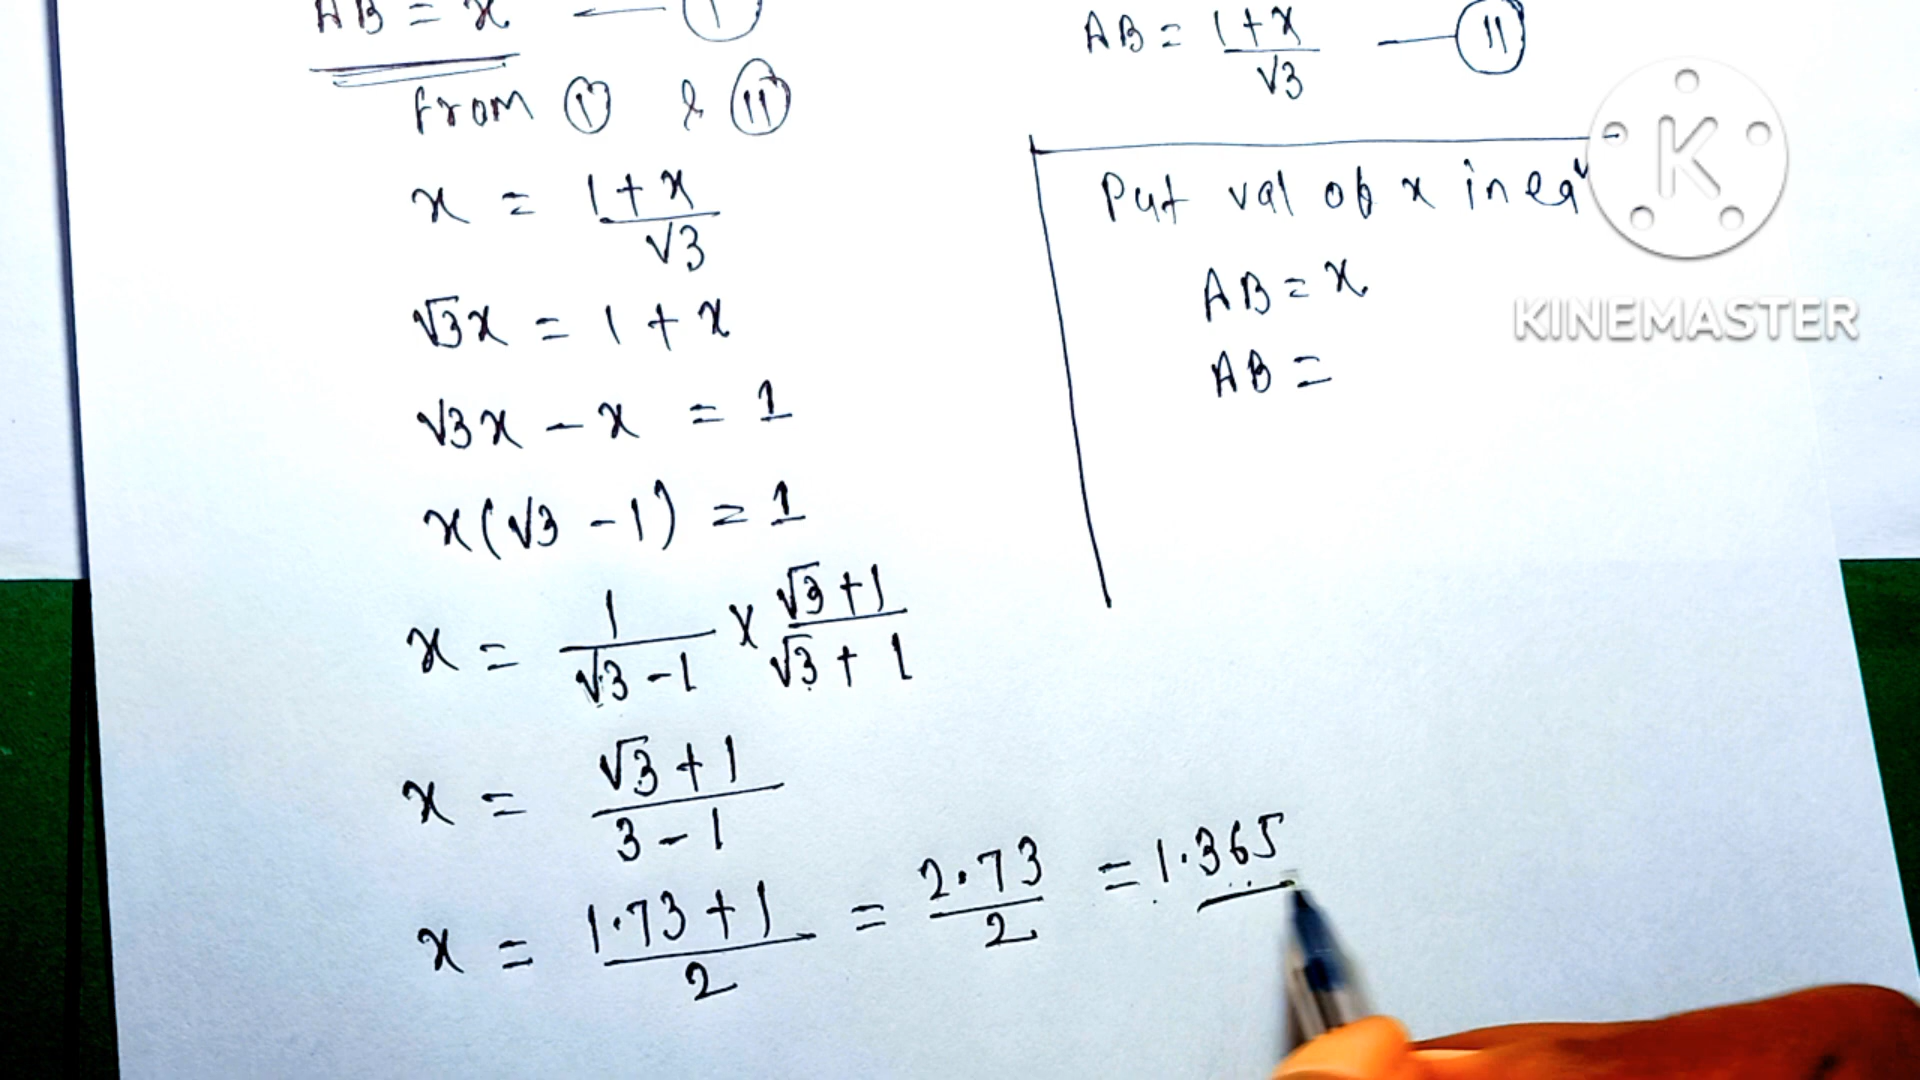 AB = x — I
AB = 1+x/√3 — II
from I & II
x = 1+x/√3
√3x = 1+x
√3x - x = 1
x(√3 - 1) = 1
x = 1/√3-1 × √3+1/√3+1
x = √3+1/3-1
x = 1.73+1/2 = 2.73/2 = 1.365
Put val of x in eqn
AB = x
AB =
K
KINEMASTER